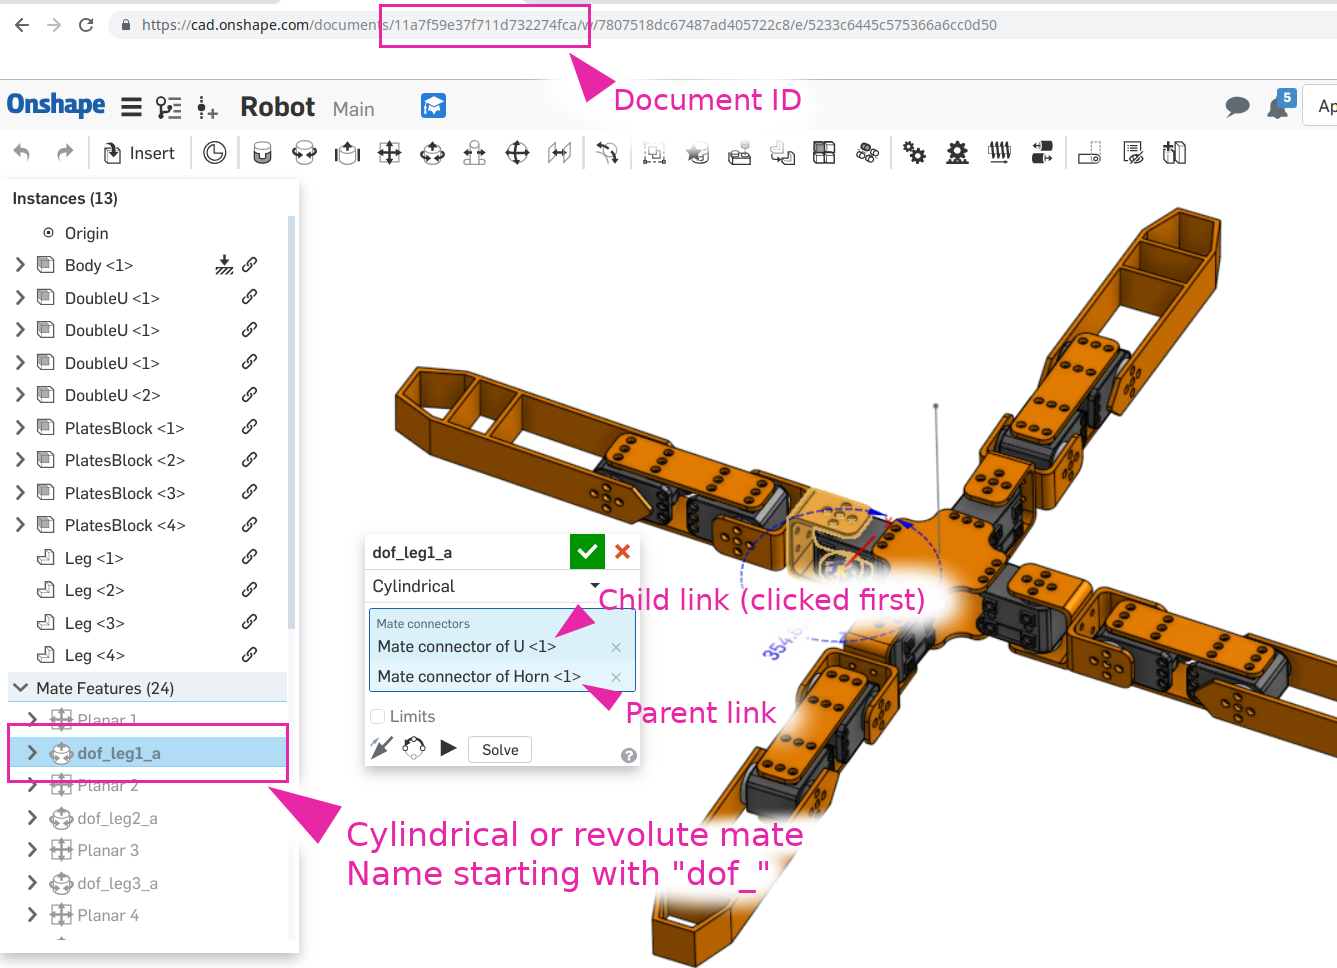 https://cad.onshape.com/documents/11a7f59e37f711d732274fca/w/7807518dc67487ad405722c8/e/5233c6445c575366a6cc0d50
Document ID
Onshape
Robot
Main
5
Ap
Insert
Instances (13)
Origin
Body <1>
DoubleU <1>
DoubleU <1>
DoubleU <1>
DoubleU <2>
PlatesBlock <1>
PlatesBlock <2>
PlatesBlock <3>
PlatesBlock <4>
Leg <1>
Leg <2>
Leg <3>
Leg <4>
Mate Features (24)
Planar 1
dof_leg1_a
Planar 2
dof_leg2_a
Planar 3
dof_leg3_a
Planar 4
dof_leg1_a
Cylindrical
Child link (clicked first)
Mate connectors
Mate connector of U <1>
Mate connector of Horn <1>
Parent link
Limits
Solve
Cylindrical or revolute mate
Name starting with "dof_"